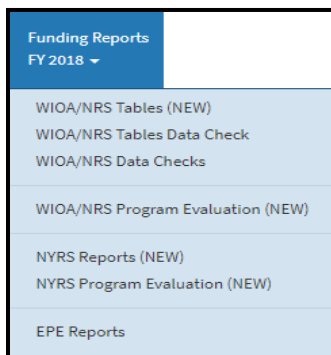 Funding Reports
FY 2018
WIOA/NRS Tables (NEW)
WIOA/NRS Tables Data Check
WIOA/NRS Data Checks
WIOA/NRS Program Evaluation (NEW)
NYRS Reports (NEW)
NYRS Program Evaluation (NEW)
EPE Reports